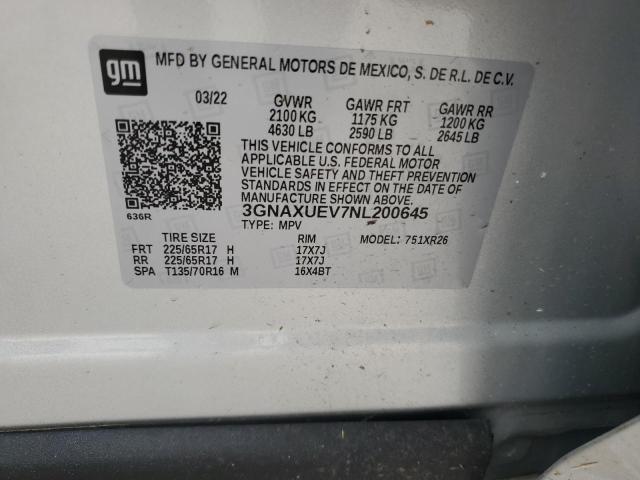 gm MFD BY GENERAL MOTORS DE MEXICO, S. DE R.L. DE C.V.
03/22 GVWR GAWR FRT GAWR RR
2100 KG 1175 KG 1200 KG
4630 LB 2590 LB 2645 LB
THIS VEHICLE CONFORMS TO ALL
APPLICABLE U.S. FEDERAL MOTOR
VEHICLE SAFETY AND THEFT PREVENTION
STANDARDS IN EFFECT ON THE DATE OF
MANUFACTURE SHOWN ABOVE.
3GNAXUEV7NL200645
636R TYPE: MPV MODEL: 751XR26
TIRE SIZE RIM
FRT 225/65R17 H 17X7J
RR 225/65R17 H 17X7J
SPA T135/70R16 M 16X4BT